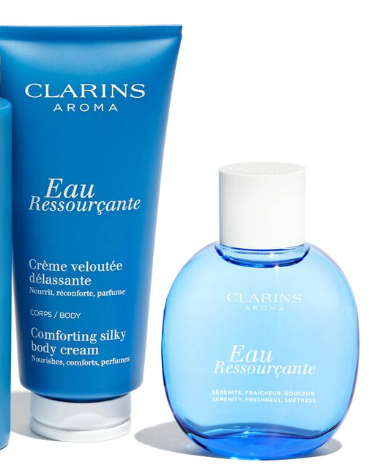 CLARINS
AROMA
Eau
Ressourçante
Crème veloutée
délassante
Nourrit, réconforte, parfume
CORPS / BODY
Comforting silky
body cream
Nourishes, comforts, perfumes
CLARINS
AROMA
Eau
Ressourçante
SÉRÉNITÉ, FRAÎCHEUR, DOUCEUR
SERENITY, FRESHNESS, SOFTNESS